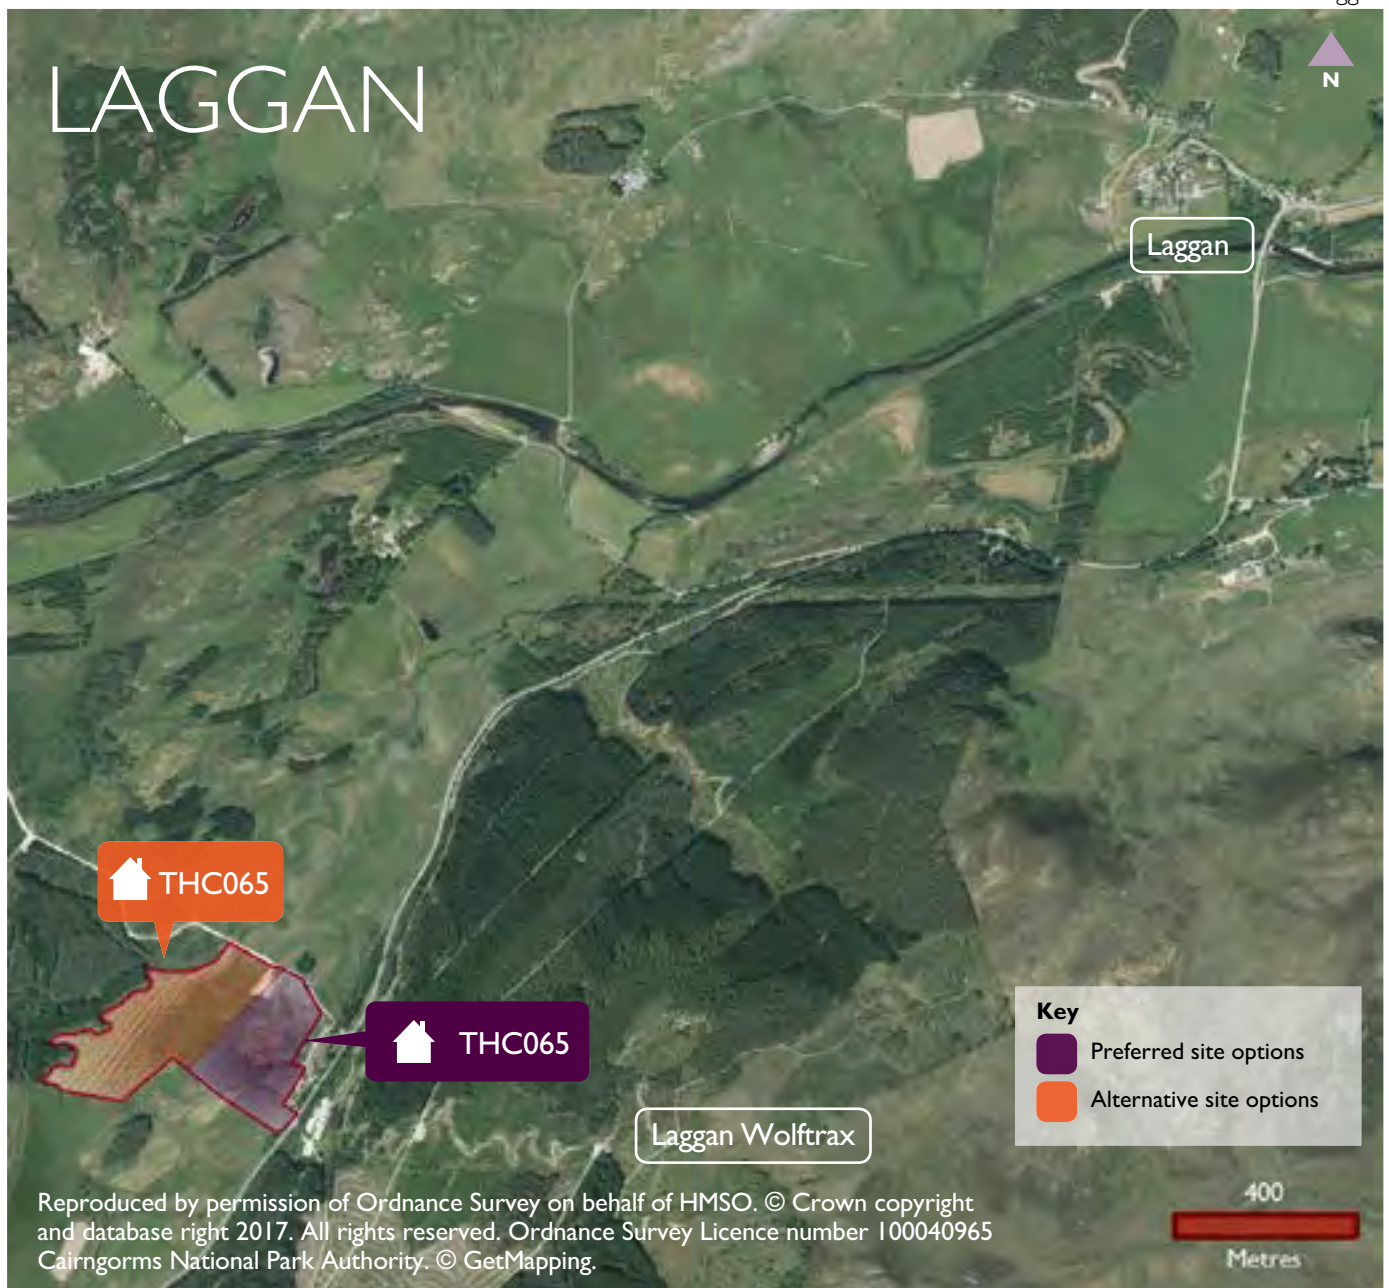 LAGGAN
N
Laggan
THC065
THC065
Key
Preferred site options
Alternative site options
Laggan Wolftrax
Reproduced by permission of Ordnance Survey on behalf of HMSO. © Crown copyright
and database right 2017. All rights reserved. Ordnance Survey Licence number 100040965
Cairngorms National Park Authority. © GetMapping.
400
Metres